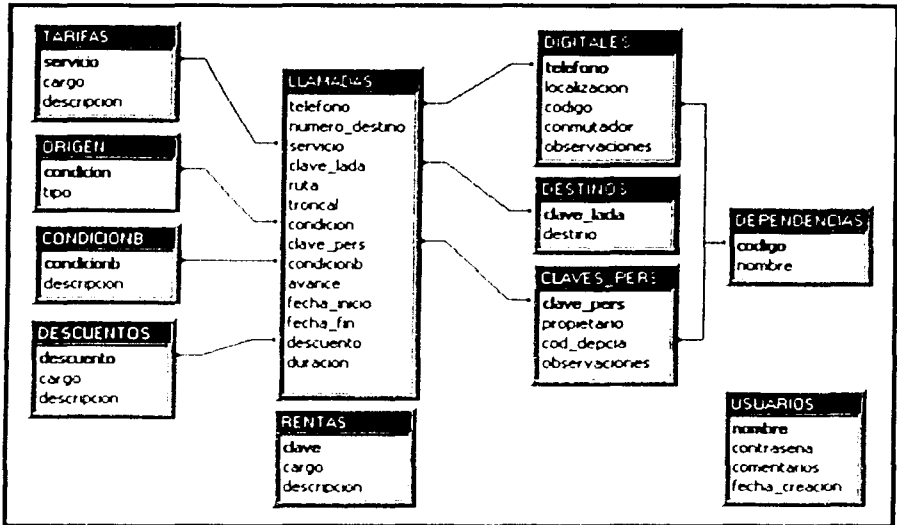 TARIFAS
servicio
cargo
descripcion
ORIGEN
condicion
tipo
CONDICIONB
condicionb
descripcion
DESCUENTOS
descuento
cargo
descripcion
LLAMADAS
telefono
numero_destino
servicio
clave_lada
ruta
troncal
condicion
clave_pers
condicionb
avance
fecha_inicio
fecha_fin
descuento
duracion
RENTAS
clave
cargo
descripcion
DIGITALES
telefono
localizacion
codigo
conmutador
observaciones
DESTINOS
clave_lada
destino
CLAVES_PERS
clave_pers
propietario
cod_depcia
observaciones
DEPENDENCIAS
codigo
nombre
USUARIOS
nombre
contrasena
comentarios
fecha_creacion